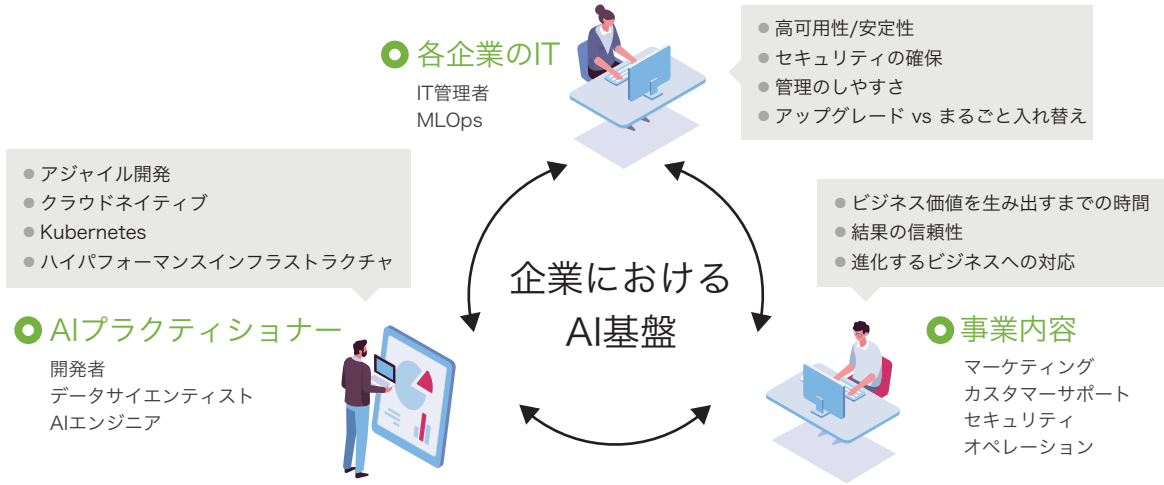 各企業のIT
IT管理者
MLOps
高可用性/安定性
セキュリティの確保
管理のしやすさ
アップグレード vs まるごと入れ替え
アジャイル開発
クラウドネイティブ
Kubernetes
ハイパフォーマンスインフラストラクチャ
ビジネス価値を生み出すまでの時間
結果の信頼性
進化するビジネスへの対応
企業における
AI基盤
AIプラクティショナー
開発者
データサイエンティスト
AIエンジニア
事業内容
マーケティング
カスタマーサポート
セキュリティ
オペレーション